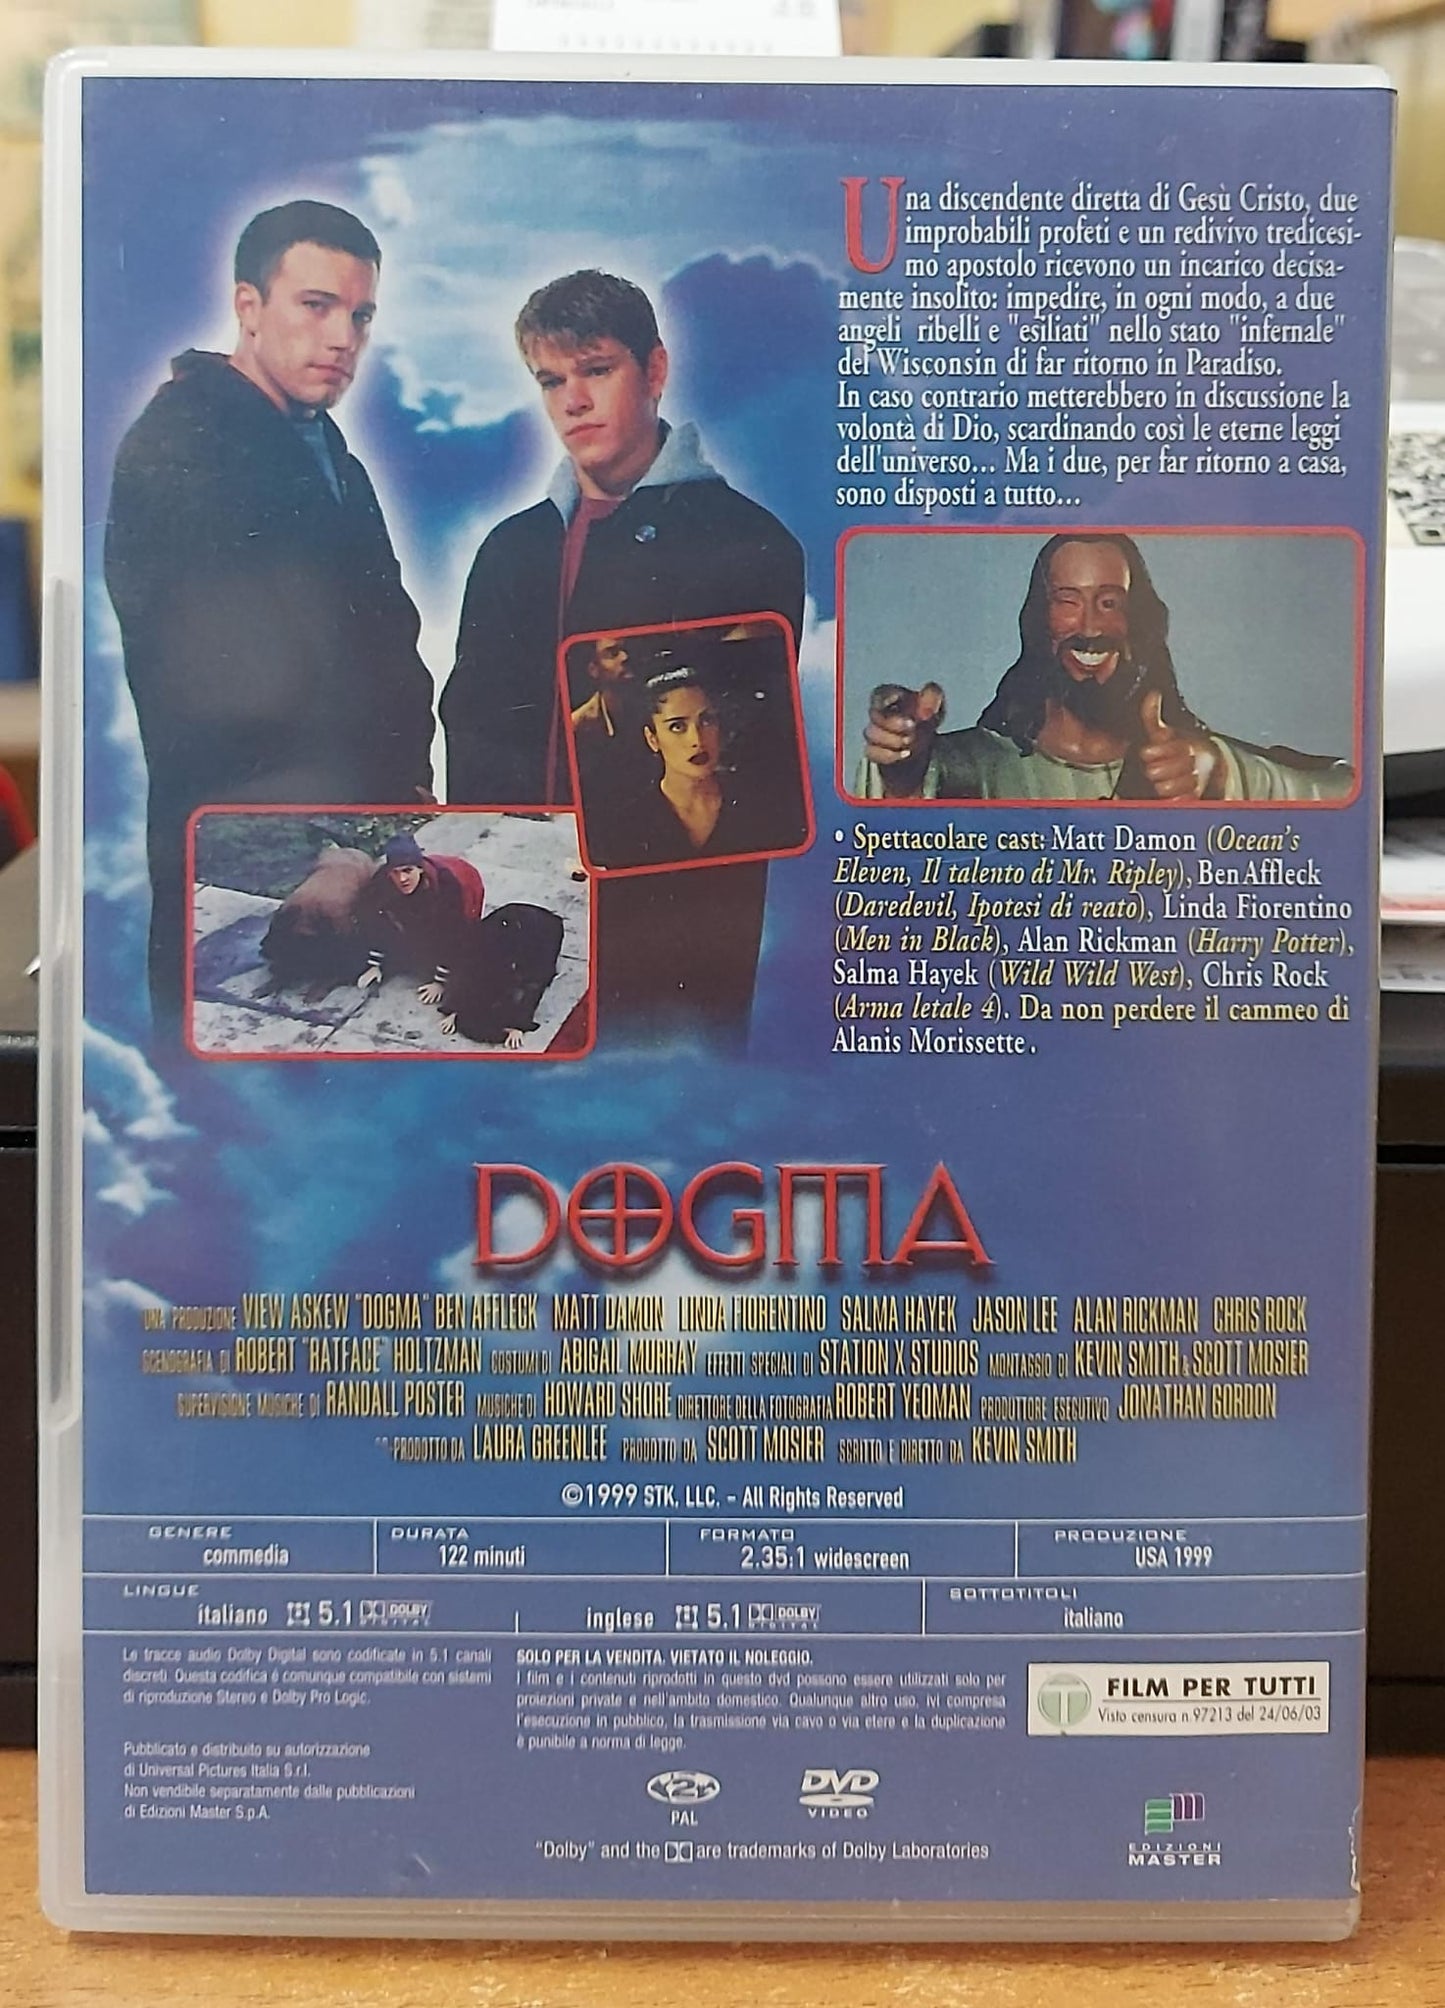 Una discendente diretta di Gesù Cristo, due
improbabili profeti e un redivivo tredicesi-
mo apostolo ricevono un incarico decisa-
mente insolito: impedire, in ogni modo, a due
angeli ribelli e "esiliati" nello stato "infernale"
del Wisconsin di far ritorno in Paradiso.
In caso contrario metterebbero in discussione la
volontà di Dio, scardinando così le eterne leggi
dell'universo... Ma i due, per far ritorno a casa,
sono disposti a tutto...
• Spettacolare cast: Matt Damon (Ocean's
Eleven, Il talento di Mr. Ripley), Ben Affleck
(Daredevil, Ipotesi di reato), Linda Fiorentino
(Men in Black), Alan Rickman (Harry Potter),
Salma Hayek (Wild Wild West), Chris Rock
(Arma letale 4). Da non perdere il cammeo di
Alanis Morissette.
DOGMA
UNA PRODUZIONE VIEW ASKEW "DOGMA" BEN AFFLECK MATT DAMON LINDA FIORENTINO SALMA HAYEK JASON LEE ALAN RICKMAN CHRIS ROCK
SCENOGRAFIA DI ROBERT "RATFACE" HOLTZMAN COSTUMI DI ABIGAIL MURRAY EFFETTI SPECIALI DI STATION X STUDIOS MONTAGGIO DI KEVIN SMITH & SCOTT MOSIER
SUPERVISIONE MUSICHE DI RANDALL POSTER MUSICHE DI HOWARD SHORE DIRETTORE DELLA FOTOGRAFIA ROBERT YEOMAN PRODUTTORE ESECUTIVO JONATHAN GORDON
CO-PRODOTTO DA LAURA GREENLEE PRODOTTO DA SCOTT MOSIER SCRITTO E DIRETTO DA KEVIN SMITH
©1999 STK, LLC. - All Rights Reserved
GENERE DURATA FORMATO PRODUZIONE
commedia 122 minuti 2.35:1 widescreen USA 1999
LINGUE SOTTOTITOLI
italiano 5.1 DOLBY DIGITAL inglese 5.1 DOLBY DIGITAL italiano
Le tracce audio Dolby Digital sono codificate in 5.1 canali
discreti. Questa codifica è comunque compatibile con sistemi
di riproduzione Stereo e Dolby Pro Logic.
Pubblicato e distribuito su autorizzazione
di Universal Pictures Italia S.r.l.
Non vendibile separatamente dalle pubblicazioni
di Edizioni Master S.p.A.
SOLO PER LA VENDITA. VIETATO IL NOLEGGIO.
I film e i contenuti riprodotti in questo dvd possono essere utilizzati solo per
proiezioni private e nell'ambito domestico. Qualunque altro uso, ivi compresa
l'esecuzione in pubblico, la trasmissione via cavo o via etere e la duplicazione
è punibile a norma di legge.
T FILM PER TUTTI
Visto censura n.97213 del 24/06/03
2
PAL
DVD
VIDEO
EDIZIONI
MASTER
"Dolby" and the are trademarks of Dolby Laboratories